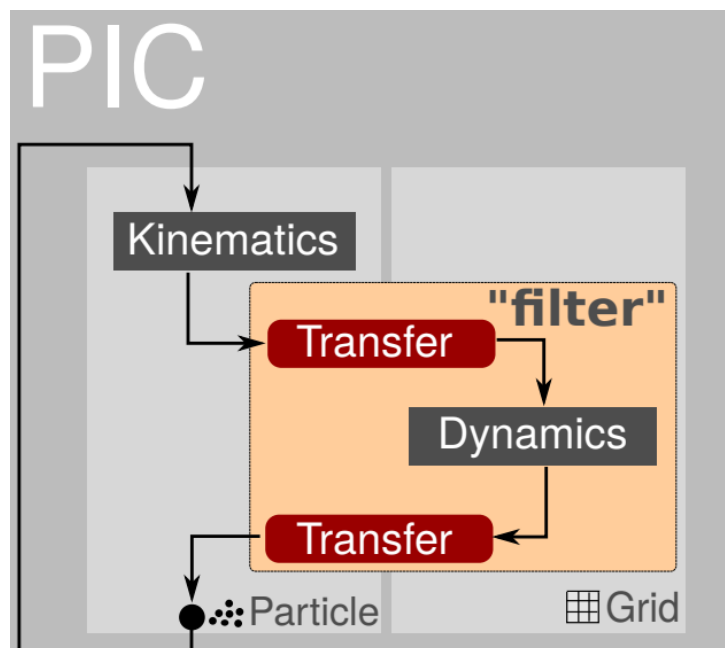 PIC
Kinematics
"filter"
Transfer
Dynamics
Transfer
Particle
Grid